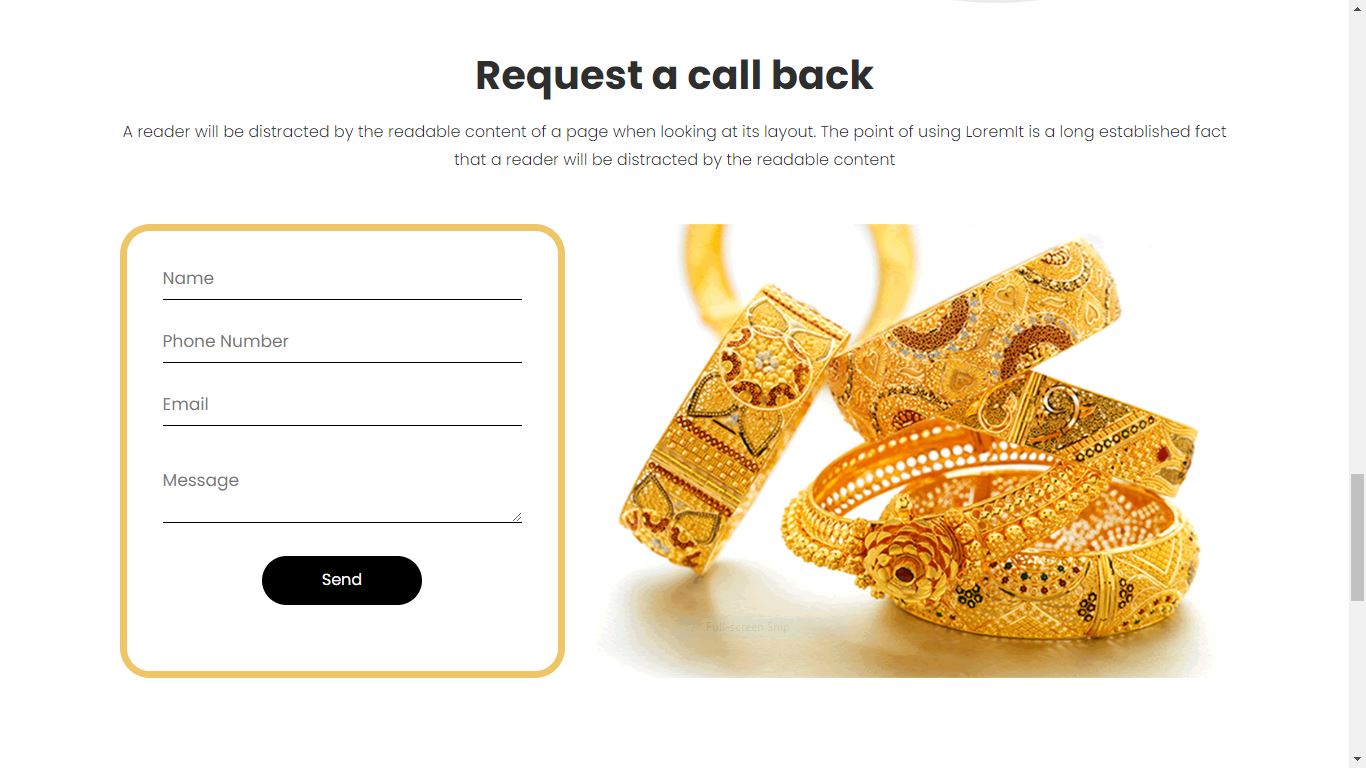 Request a call back
A reader will be distracted by the readable content of a page when looking at its layout. The point of using LoremIt is a long established fact
that a reader will be distracted by the readable content
Name
Phone Number
Email
Message
Send
Full-screen Snip